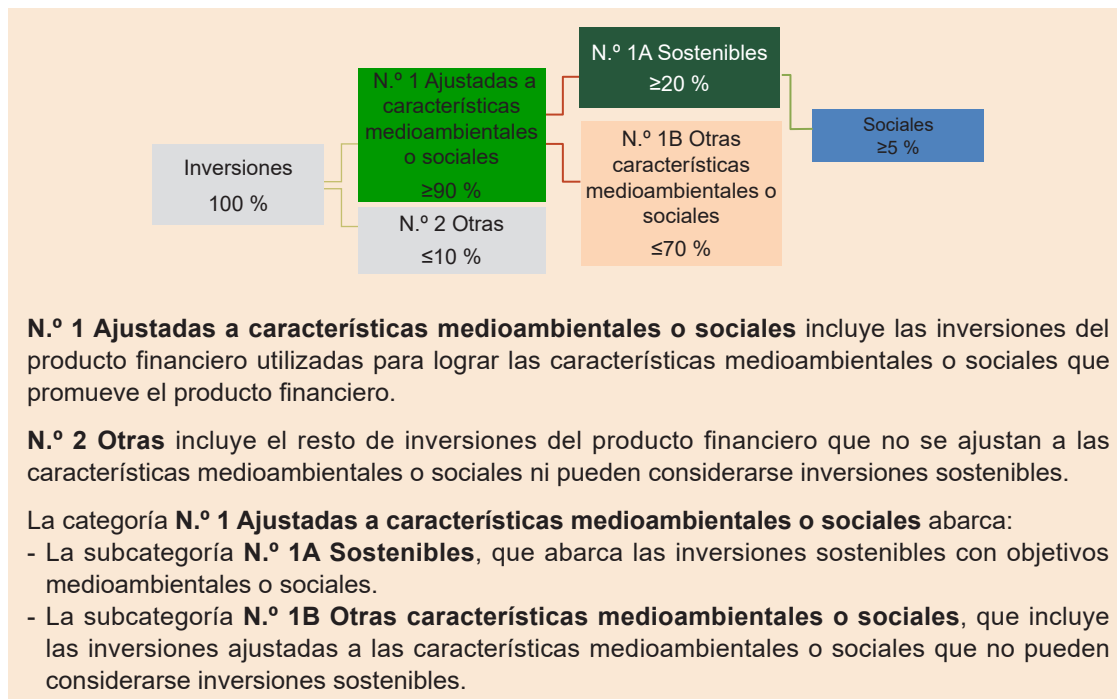 Inversiones
100 %
N.º 1 Ajustadas a
características
medioambientales
o sociales
≥90 %
N.º 2 Otras
≤10 %
N.º 1A Sostenibles
≥20 %
N.º 1B Otras
características
medioambientales o
sociales
≤70 %
Sociales
≥5 %
N.º 1 Ajustadas a características medioambientales o sociales incluye las inversiones del
producto financiero utilizadas para lograr las características medioambientales o sociales que
promueve el producto financiero.
N.º 2 Otras incluye el resto de inversiones del producto financiero que no se ajustan a las
características medioambientales o sociales ni pueden considerarse inversiones sostenibles.
La categoría N.º 1 Ajustadas a características medioambientales o sociales abarca:
- La subcategoría N.º 1A Sostenibles, que abarca las inversiones sostenibles con objetivos
medioambientales o sociales.
- La subcategoría N.º 1B Otras características medioambientales o sociales, que incluye
las inversiones ajustadas a las características medioambientales o sociales que no pueden
considerarse inversiones sostenibles.